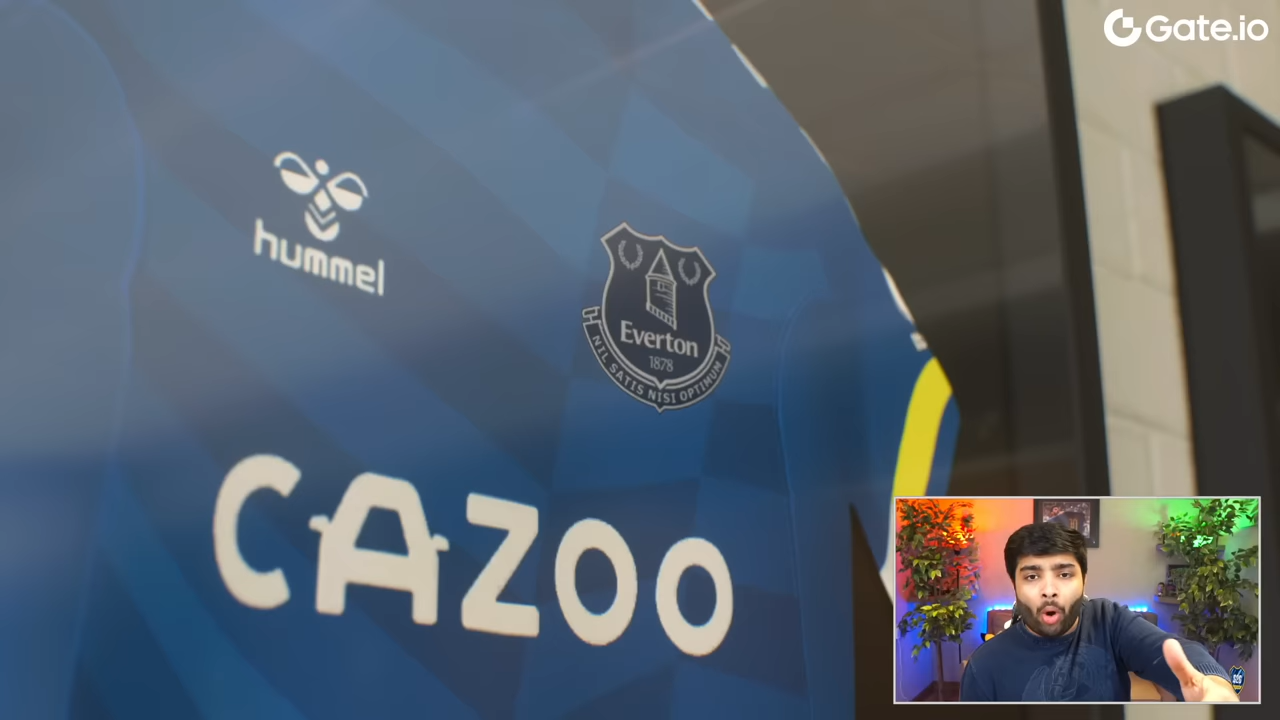 Gate.io
hummel
Everton
1878
NIL SATIS NISI OPTIMUM
CAZOO